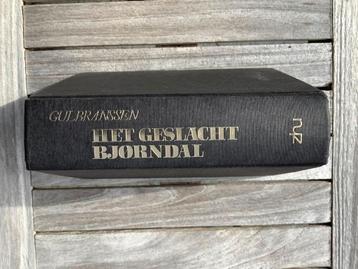 GULBRANSSEN
HET GESLACHT
BJØRNDAL
zhu